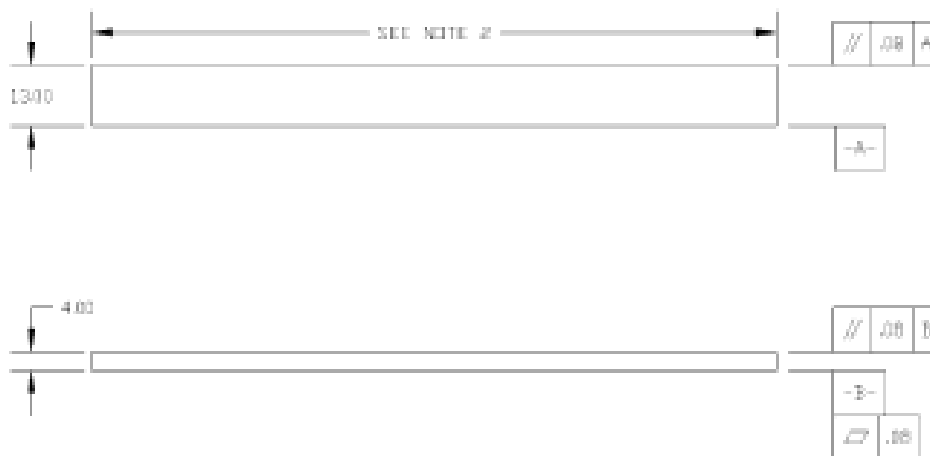 SEE NOTE 2
// .08 A
13.00
-A-
4.00
// .08 B
-B-
.08